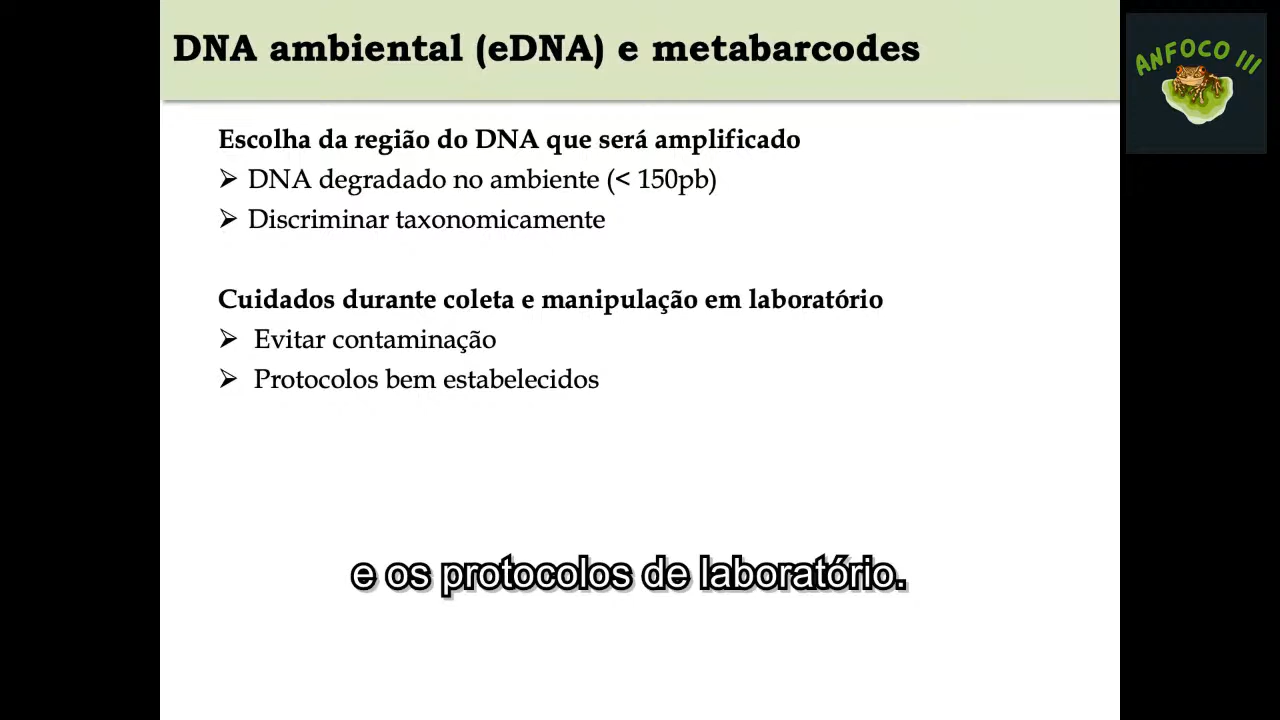 DNA ambiental (eDNA) e metabarcodes
ANFOCO III
Escolha da região do DNA que será amplificado
➢ DNA degradado no ambiente (< 150pb)
➢ Discriminar taxonomicamente
Cuidados durante coleta e manipulação em laboratório
➢ Evitar contaminação
➢ Protocolos bem estabelecidos
e os protocolos de laboratório.